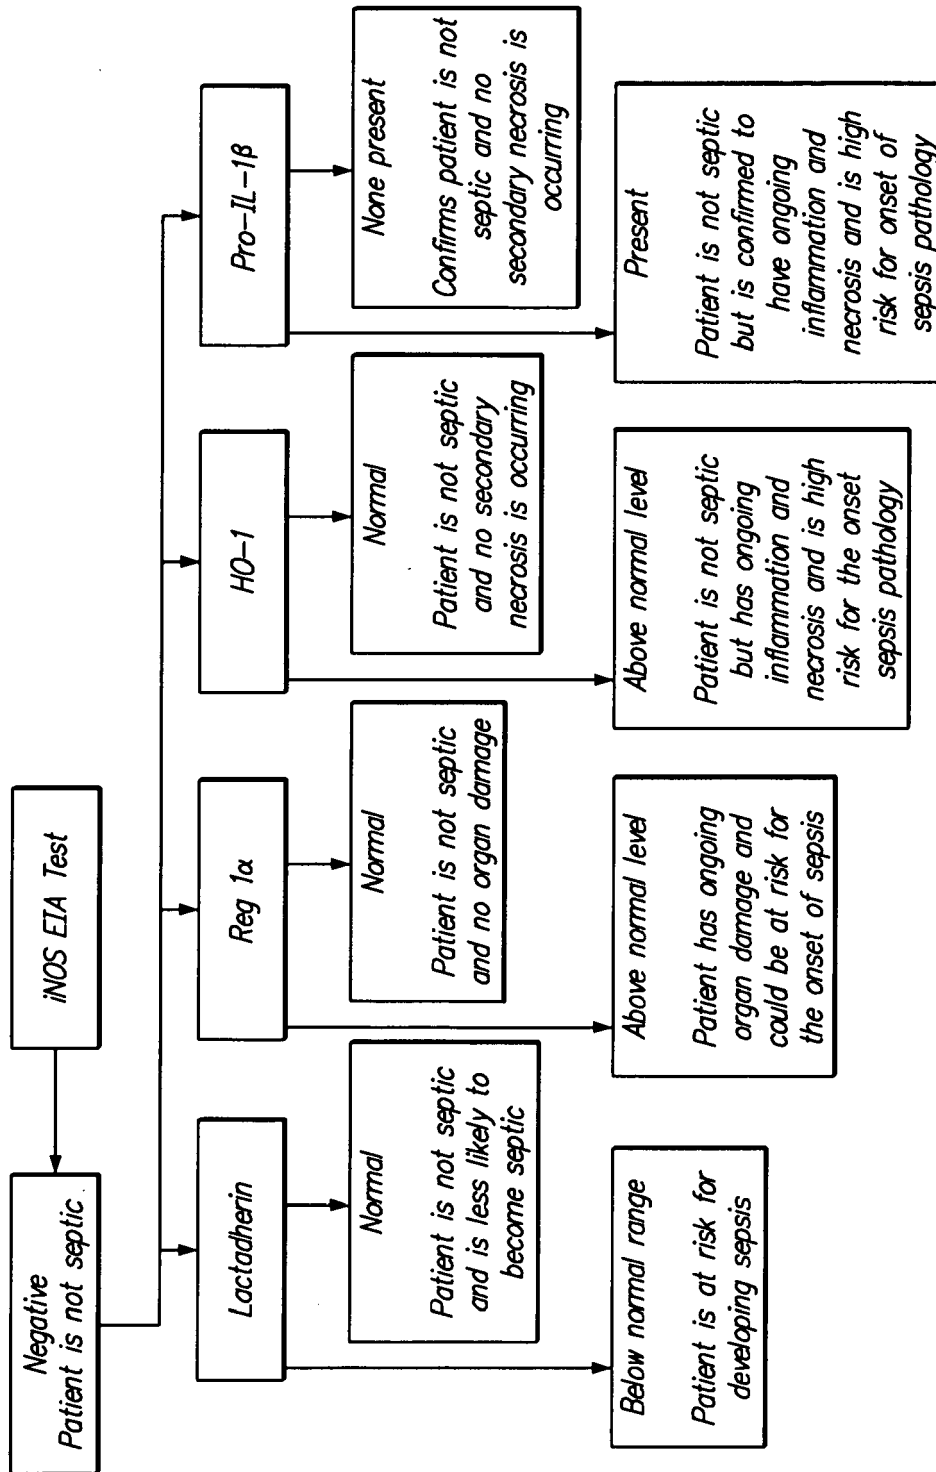 iNOS EIA Test
Negative
Patient is not septic
Lactadherin
Reg 1α
HO-1
Pro-IL-1β
Normal
Patient is not septic
and is less likely to
become septic
Normal
Patient is not septic
and no organ damage
Normal
Patient is not septic
and no secondary
necrosis is occurring
None present
Confirms patient is not
septic and no
secondary necrosis is
occurring
Below normal range
Patient is at risk for
developing sepsis
Above normal level
Patient has ongoing
organ damage and
could be at risk for
the onset of sepsis
Above normal level
Patient is not septic
but has ongoing
inflammation and
necrosis and is high
risk for the onset
sepsis pathology
Present
Patient is not septic
but is confirmed to
have ongoing
inflammation and
necrosis and is high
risk for onset of
sepsis pathology